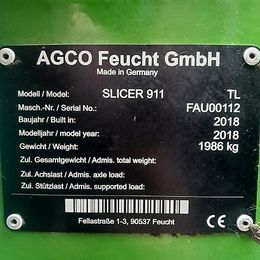 AGCO Feucht GmbH
Made in Germany
Modell / Model: SLICER 911 TL
Masch.-Nr. / Serial No.: FAU00112
Baujahr / Built in: 2018
Modelljahr / model year: 2018
Gewicht / Weight: 1986 kg
Zul. Gesamtgewicht / Admis. total weight:
Zul. Achslast / Admis. axle load:
Zul. Stützlast / Admis. supported load:
Fellastraße 1-3, 90537 Feucht
CE